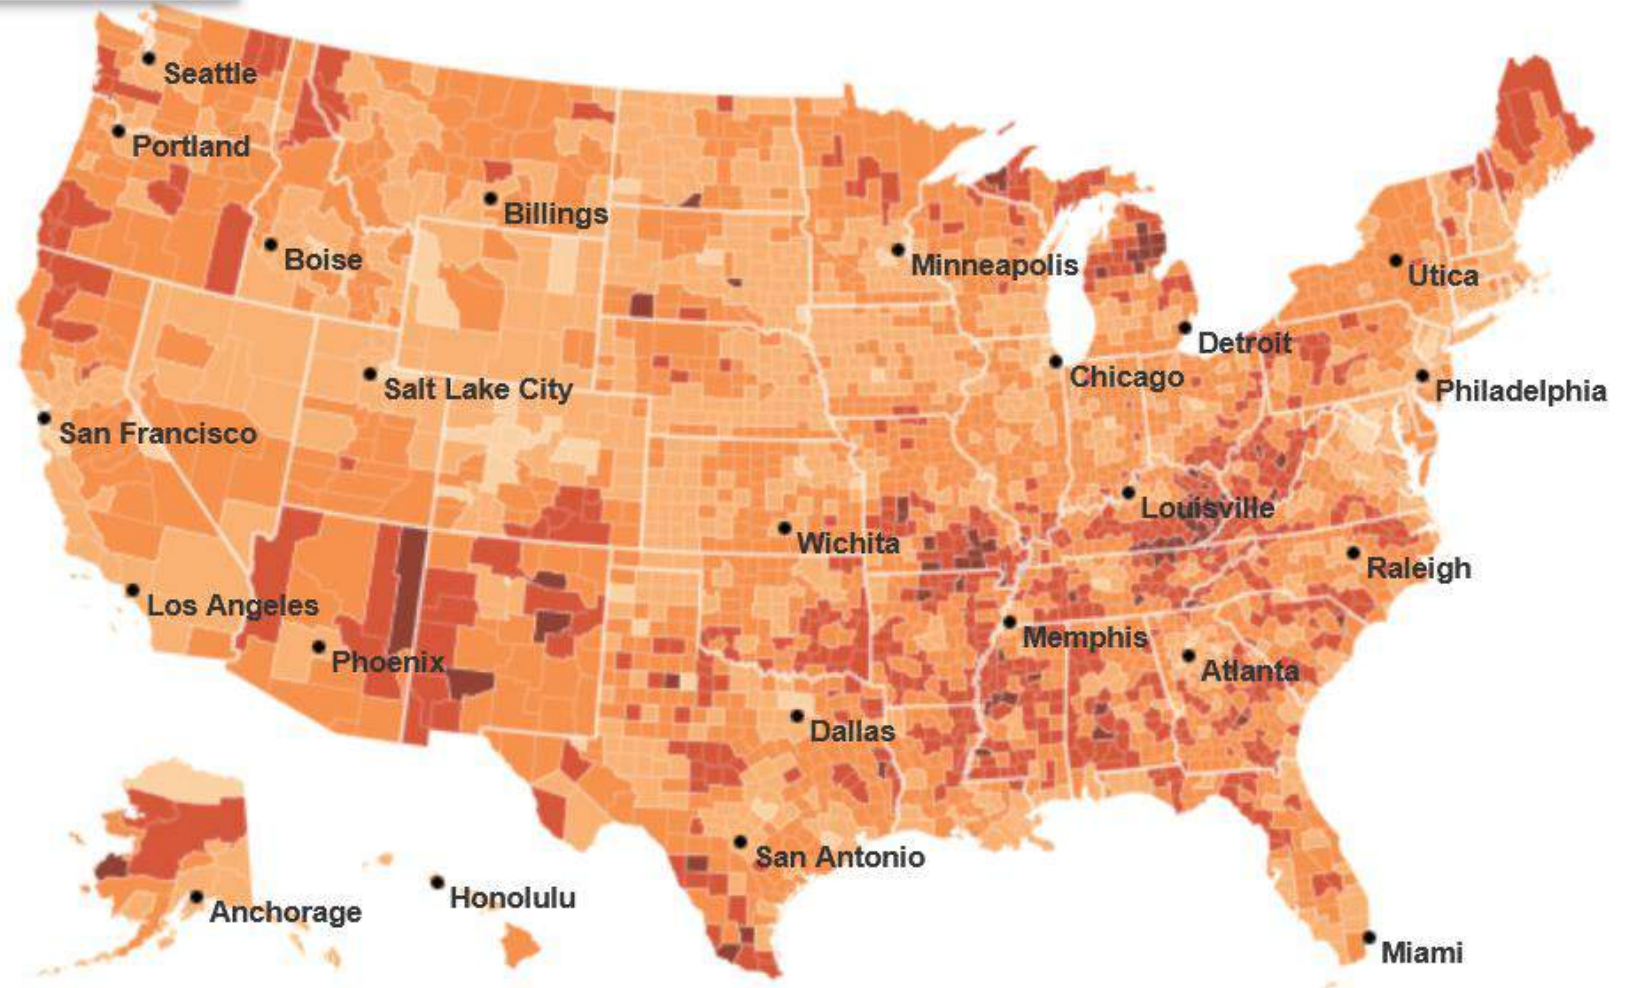 Seattle
Portland
Billings
Boise
Minneapolis
Utica
Detroit
Chicago
Salt Lake City
Philadelphia
San Francisco
Louisville
Wichita
Raleigh
Los Angeles
Memphis
Phoenix
Atlanta
Dallas
San Antonio
Honolulu
Anchorage
Miami